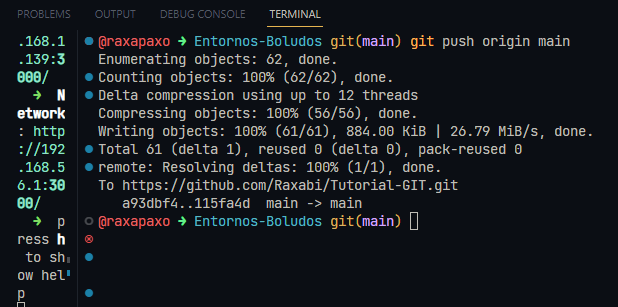 PROBLEMS OUTPUT DEBUG CONSOLE TERMINAL
.168.1
.139:3
000/
➜ N
etwork
: http
://192
.168.5
6.1:30
00/
➜ p
ress h
to sh
ow hel
p
@raxapaxo ➜ Entornos-Boludos git(main) git push origin main
Enumerating objects: 62, done.
Counting objects: 100% (62/62), done.
Delta compression using up to 12 threads
Compressing objects: 100% (56/56), done.
Writing objects: 100% (61/61), 884.00 KiB | 26.79 MiB/s, done.
Total 61 (delta 1), reused 0 (delta 0), pack-reused 0
remote: Resolving deltas: 100% (1/1), done.
To https://github.com/Raxabi/Tutorial-GIT.git
a93dbf4..115fa4d main -> main
@raxapaxo ➜ Entornos-Boludos git(main)